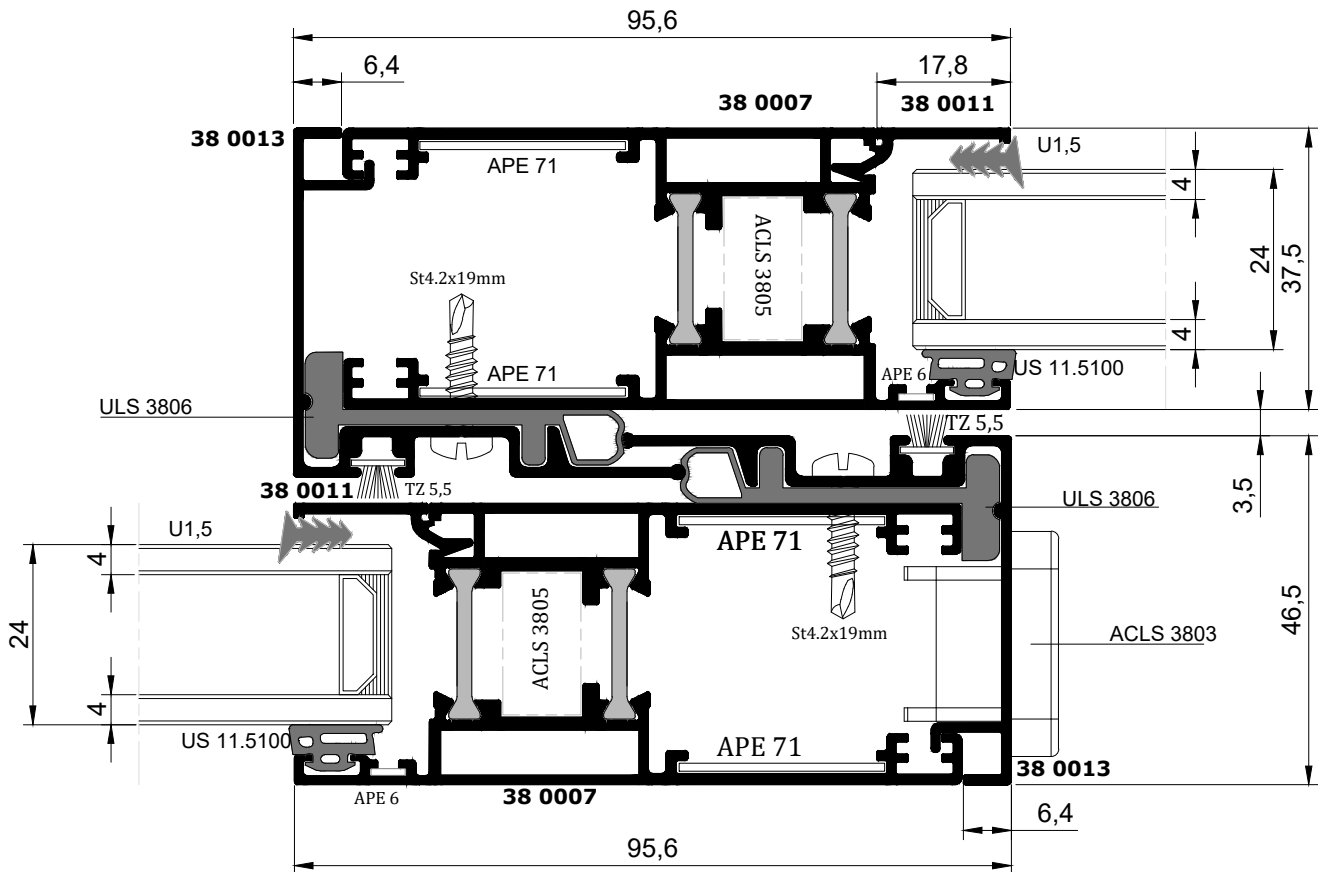 95,6
6,4
17,8
38 0007
38 0011
38 0013
U1,5
APE 71
4
ACLS 3805
24
37,5
St4.2x19mm
4
APE 71
APE 6
US 11.5100
ULS 3806
TZ 5,5
38 0011
TZ 5,5
3,5
ULS 3806
U1,5
APE 71
4
24
ACLS 3805
St4.2x19mm
46,5
ACLS 3803
4
US 11.5100
APE 71
38 0013
APE 6
38 0007
6,4
95,6